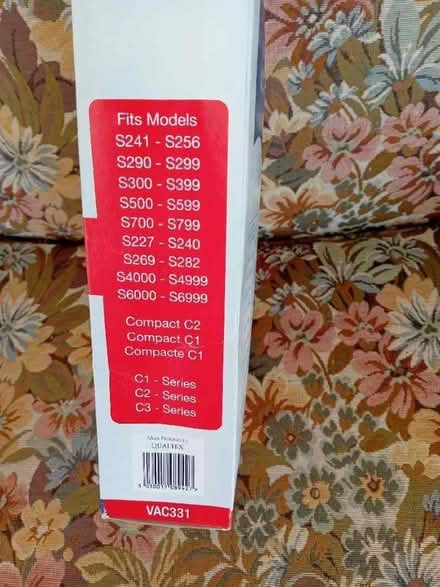 Fits Models
S241 - S256
S290 - S299
S300 - S399
S500 - S599
S700 - S799
S227 - S240
S269 - S282
S4000 - S4999
S6000 - S6999
Compact C2
Compact C1
Compacte C1
C1 - Series
C2 - Series
C3 - Series
QUALTEX
VAC331